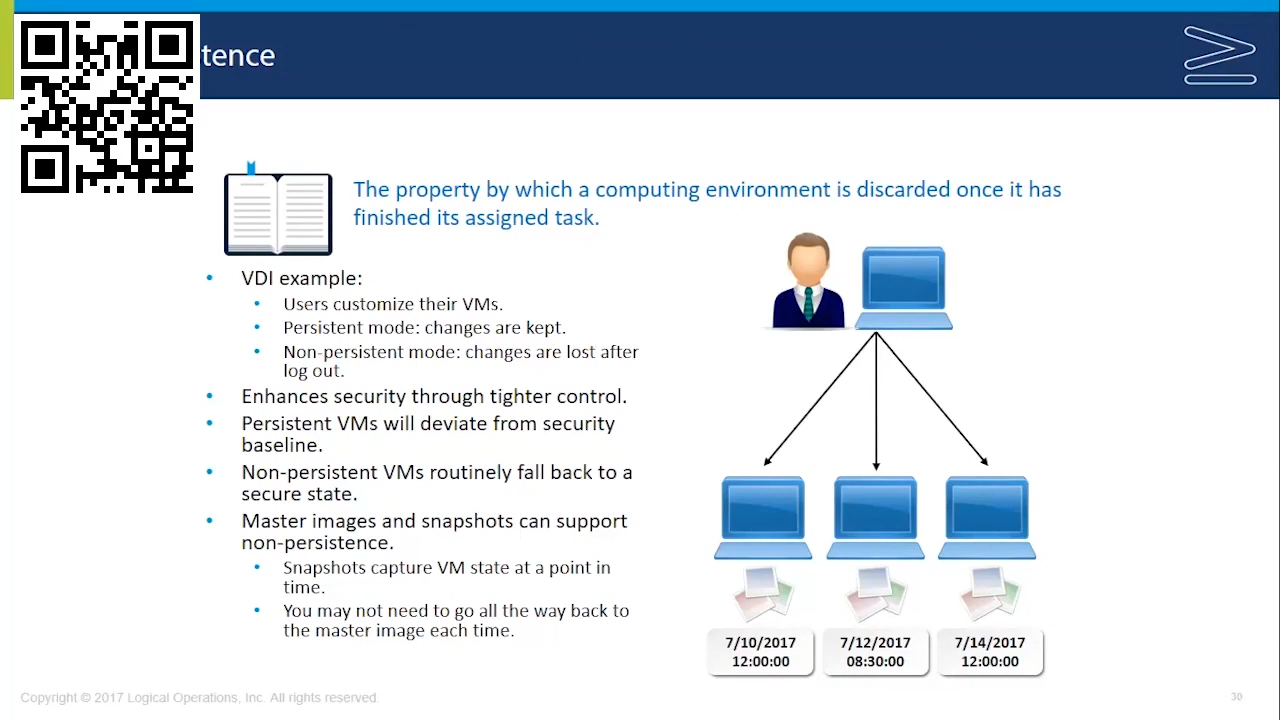 tence
The property by which a computing environment is discarded once it has
finished its assigned task.
• VDI example:
• Users customize their VMs.
• Persistent mode: changes are kept.
• Non-persistent mode: changes are lost after
log out.
• Enhances security through tighter control.
• Persistent VMs will deviate from security
baseline.
• Non-persistent VMs routinely fall back to a
secure state.
• Master images and snapshots can support
non-persistence.
• Snapshots capture VM state at a point in
time.
• You may not need to go all the way back to
the master image each time.
7/10/2017
12:00:00
7/12/2017
08:30:00
7/14/2017
12:00:00
Copyright © 2017 Logical Operations, Inc. All rights reserved.
30